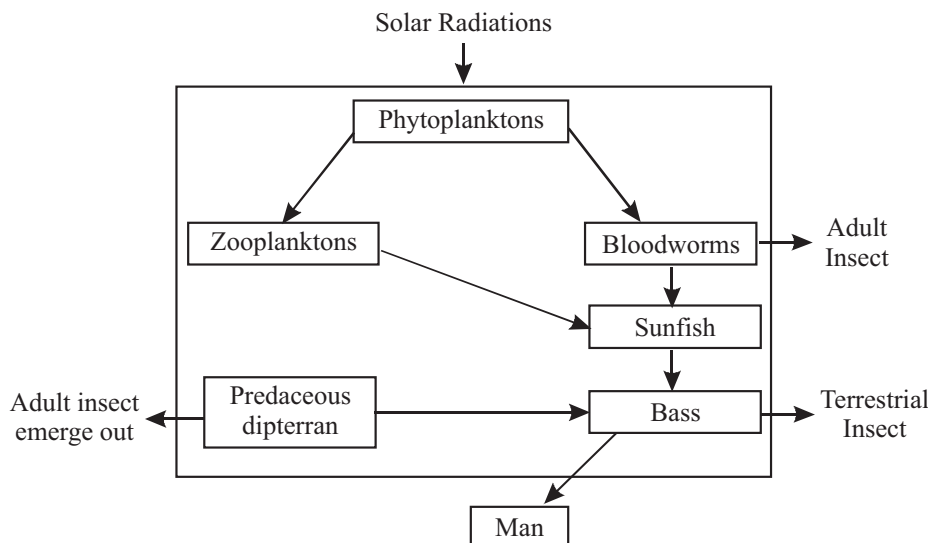 Solar Radiations
Phytoplanktons
Zooplanktons
Bloodworms
Adult
Insect
Sunfish
Adult insect
emerge out
Predaceous
dipterran
Bass
Terrestrial
Insect
Man